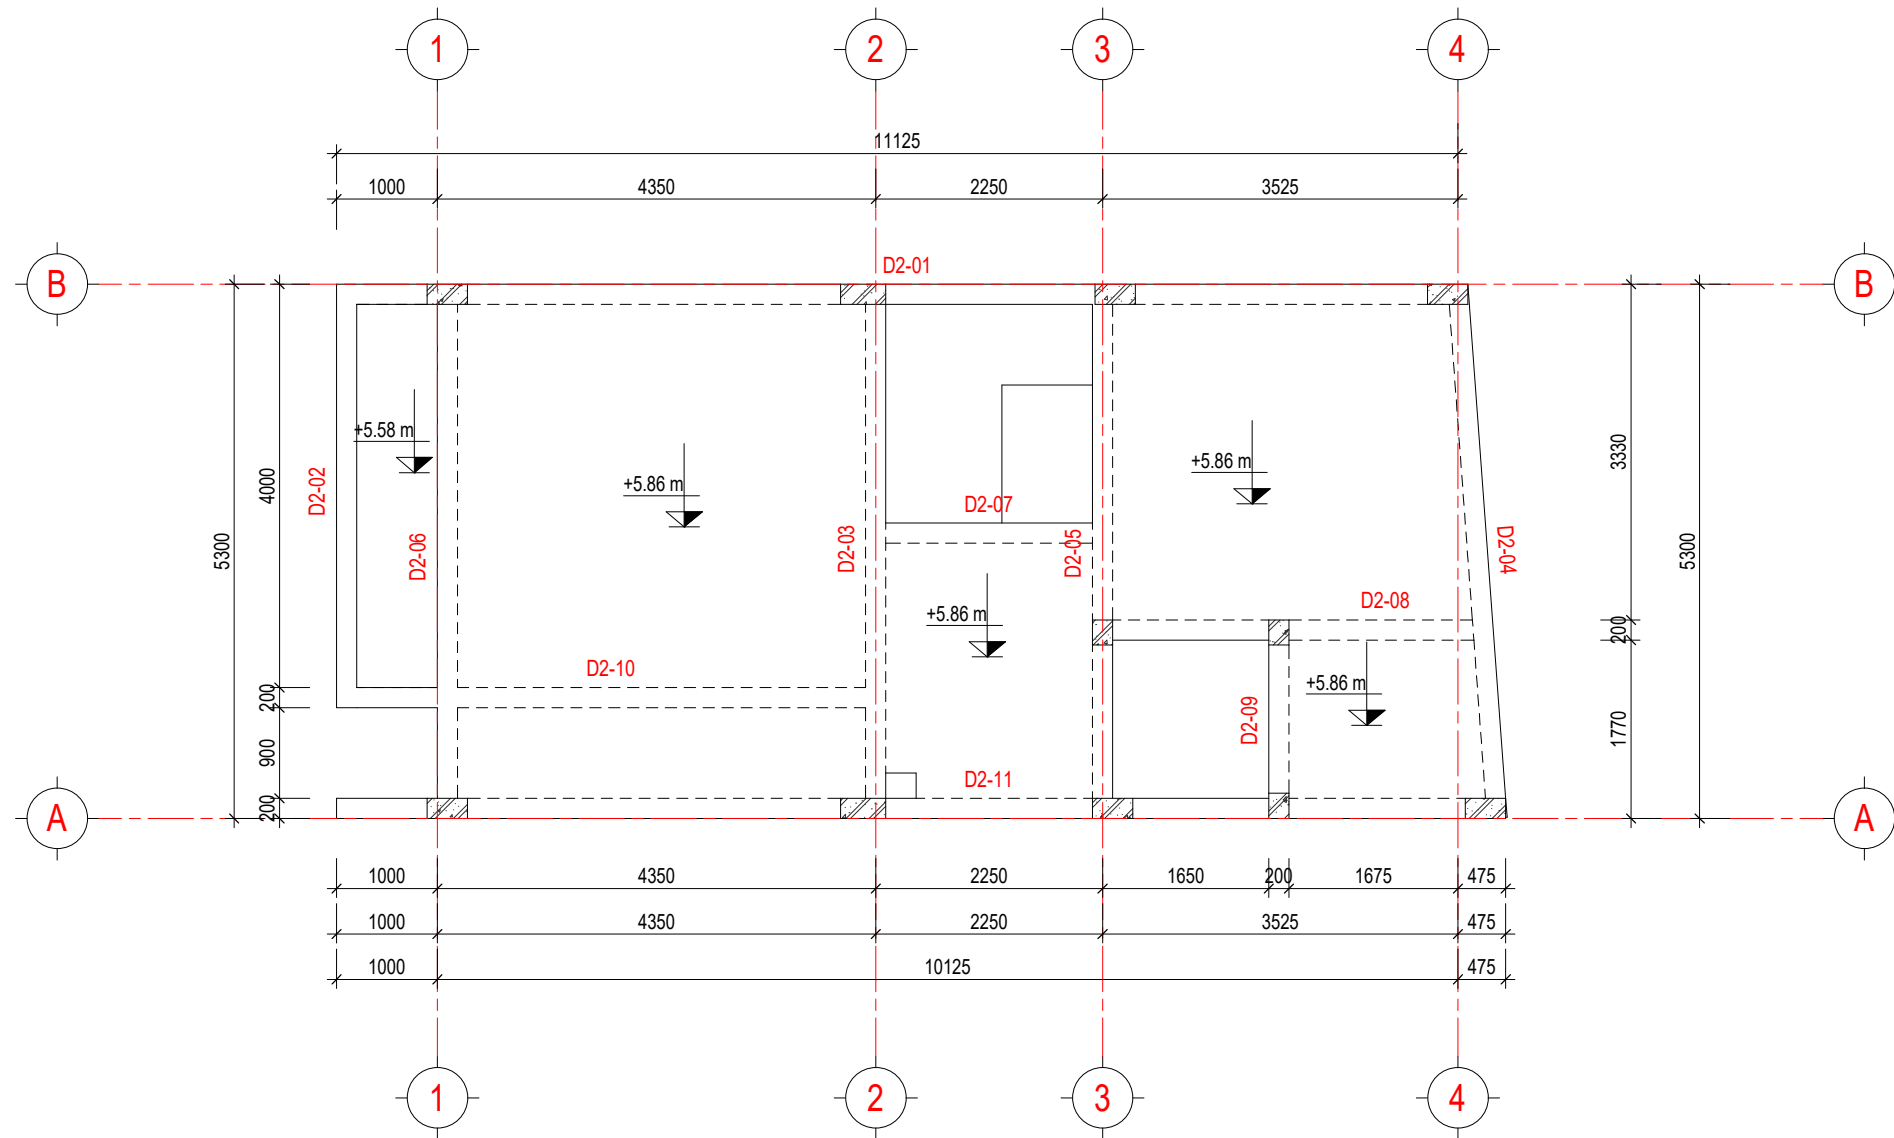 1 2 3 4
11125
1000 4350 2250 3525
B D2-01 B
+5.58 m
+5.86 m
+5.86 m
D2-02
4000
3330
D2-07
5300
D2-06
D2-03
D2-05
D2-04
5300
+5.86 m
D2-08
200
D2-10
+5.86 m
200
900
D2-09
1770
D2-11
200
A A
1000 4350 2250 1650 200 1675 475
1000 4350 2250 3525 475
1000 10125 475
1 2 3 4